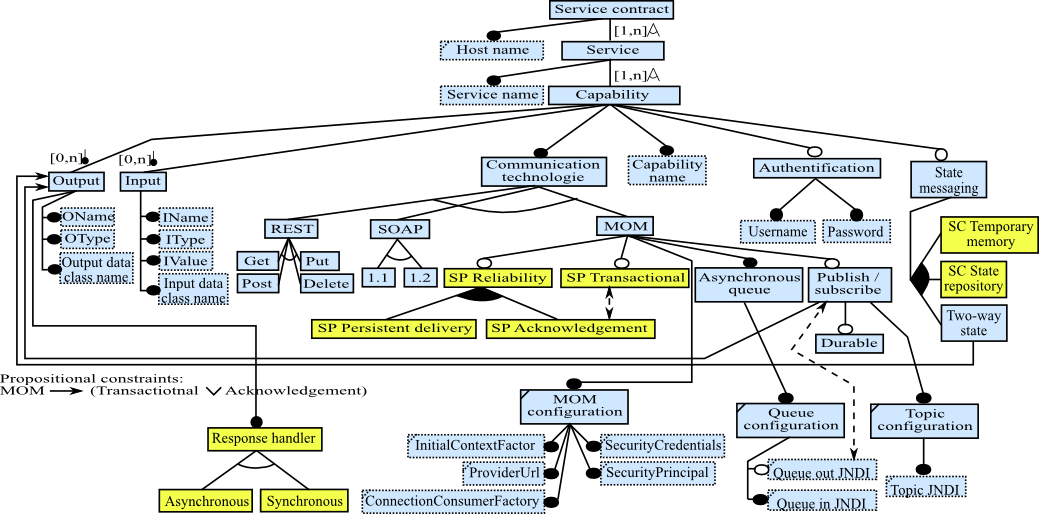 Service contract
[1,n]
Host name
Service
[1,n]
Service name
Capability
[0,n]
[0,n]
Output
Input
Communication
technologie
Capability
name
Authentification
State
messaging
OName
OType
Output data
class name
IName
IType
IValue
Input data
class name
REST
SOAP
MOM
Username
Password
SC Temporary
memory
Get
Put
Post
Delete
1.1
1.2
SP Reliability
SP Transactional
Asynchronous
queue
Publish /
subscribe
SC State
repository
SP Persistent delivery
SP Acknowledgement
Durable
Two-way
state
Propositional constraints:
MOM (Transactiotnal Acknowledgement)
MOM
configuration
Queue
configuration
Topic
configuration
Response handler
InitialContextFactor
SecurityCredentials
ProviderUrl
SecurityPrincipal
Queue out JNDI
Topic JNDI
Asynchronous
Synchronous
ConnectionConsumerFactory
Queue in JNDI